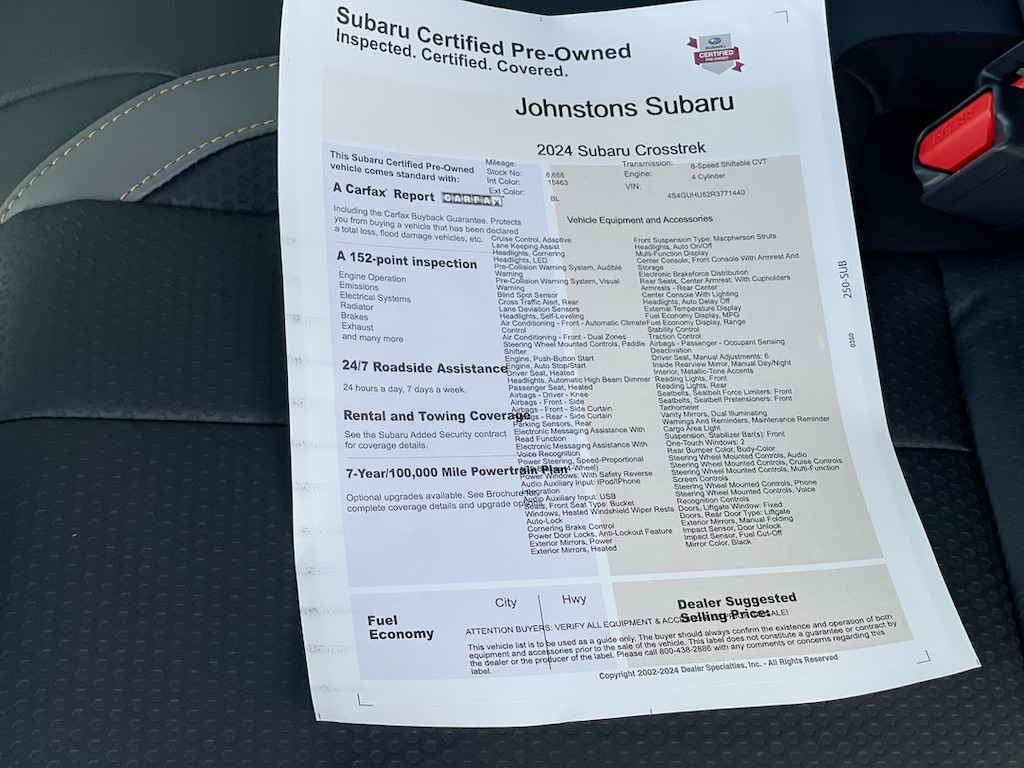 Subaru Certified Pre-Owned
Inspected. Certified. Covered.
SUBARU
CERTIFIED
PRE-OWNED
Johnstons Subaru
2024 Subaru Crosstrek
This Subaru Certified Pre-Owned
vehicle comes standard with:
A Carfax Report CARFAX
Including the Carfax Buyback Guarantee. Protects
you from buying a vehicle that has been declared
a total loss, flood damage vehicles, etc.
A 152-point inspection
Engine Operation
Emissions
Electrical Systems
Radiator
Brakes
Exhaust
and many more
24/7 Roadside Assistance
24 hours a day, 7 days a week.
Rental and Towing Coverage
See the Subaru Added Security contract
for coverage details.
7-Year/100,000 Mile Powertrain Plan
Optional upgrades available. See Brochure for
complete coverage details and upgrade options
Mileage: 8,688
Stock No: 15463
Int Color:
Ext Color: BL
Transmission: 8-Speed Shiftable CVT
Engine: 4 Cylinder
VIN: 4S4GUHU62R3771440
Vehicle Equipment and Accessories
Cruise Control, Adaptive
Lane Keeping Assist
Headlights, Cornering
Headlights, LED
Pre-Collision Warning System, Audible
Warning
Pre-Collision Warning System, Visual
Warning
Blind Spot Sensor
Cross Traffic Alert, Rear
Lane Deviation Sensors
Headlights, Self-Leveling
Air Conditioning - Front - Automatic Climate
Control
Air Conditioning - Front - Dual Zones
Steering Wheel Mounted Controls, Paddle
Shifter
Engine, Push-Button Start
Engine, Auto Stop/Start
Driver Seat, Heated
Headlights, Automatic High Beam Dimmer
Passenger Seat, Heated
Airbags - Driver - Knee
Airbags - Front - Side
Airbags - Front - Side Curtain
Airbags - Rear - Side Curtain
Parking Sensors, Rear
Electronic Messaging Assistance With
Read Function
Electronic Messaging Assistance With
Voice Recognition
Power Steering, Speed-Proportional
(4-Wheel)
Power Windows: With Safety Reverse
Audio Auxiliary Input: IPod/IPhone
Integration
Audio Auxiliary Input: USB
Seats, Front Seat Type: Bucket
Windows, Heated Windshield Wiper Rests
Auto-Lock
Cornering Brake Control
Power Door Locks, Anti-Lockout Feature
Exterior Mirrors, Power
Exterior Mirrors, Heated
Front Suspension Type: Macpherson Struts
Headlights, Auto On/Off
Multi-Function Display
Center Console, Front Console With Armrest And
Storage
Electronic Brakeforce Distribution
Rear Seats, Center Armrest: With Cupholders
Armrests - Rear Center
Center Console With Lighting
Headlights, Auto Delay Off
External Temperature Display
Fuel Economy Display, MPG
Fuel Economy Display, Range
Stability Control
Traction Control
Airbags - Passenger - Occupant Sensing
Deactivation
Driver Seat, Manual Adjustments: 6
Inside Rearview Mirror, Manual Day/Night
Interior, Metallic-Tone Accents
Reading Lights, Front
Reading Lights, Rear
Seatbelts, Seatbelt Force Limiters: Front
Seatbelts, Seatbelt Pretensioners: Front
Tachometer
Vanity Mirrors, Dual Illuminating
Warnings And Reminders, Maintenance Reminder
Cargo Area Light
Suspension, Stabilizer Bar(s): Front
One-Touch Windows: 2
Rear Bumper Color, Body-Color
Steering Wheel Mounted Controls, Audio
Steering Wheel Mounted Controls, Cruise Controls
Steering Wheel Mounted Controls, Multi-Function
Screen Controls
Steering Wheel Mounted Controls, Phone
Steering Wheel Mounted Controls, Voice
Recognition Controls
Doors, Liftgate Window: Fixed
Doors, Rear Door Type: Liftgate
Exterior Mirrors, Manual Folding
Impact Sensor, Door Unlock
Impact Sensor, Fuel Cut-Off
Mirror Color, Black
250-SUB
0350
Fuel
Economy
City
Hwy
Dealer Suggested
Selling Price:
ATTENTION BUYERS: VERIFY ALL EQUIPMENT & SALE!
This vehicle list is to be used as a guide only. The buyer should always confirm the existence and operation of both
equipment and accessories prior to the sale of the vehicle. This label does not constitute a guarantee or contract by
the dealer or the producer of the label. Please call 800-438-2886 with any comments or concerns regarding this
label.
Copyright 2002-2024 Dealer Specialties, Inc. - All Rights Reserved
PRESS